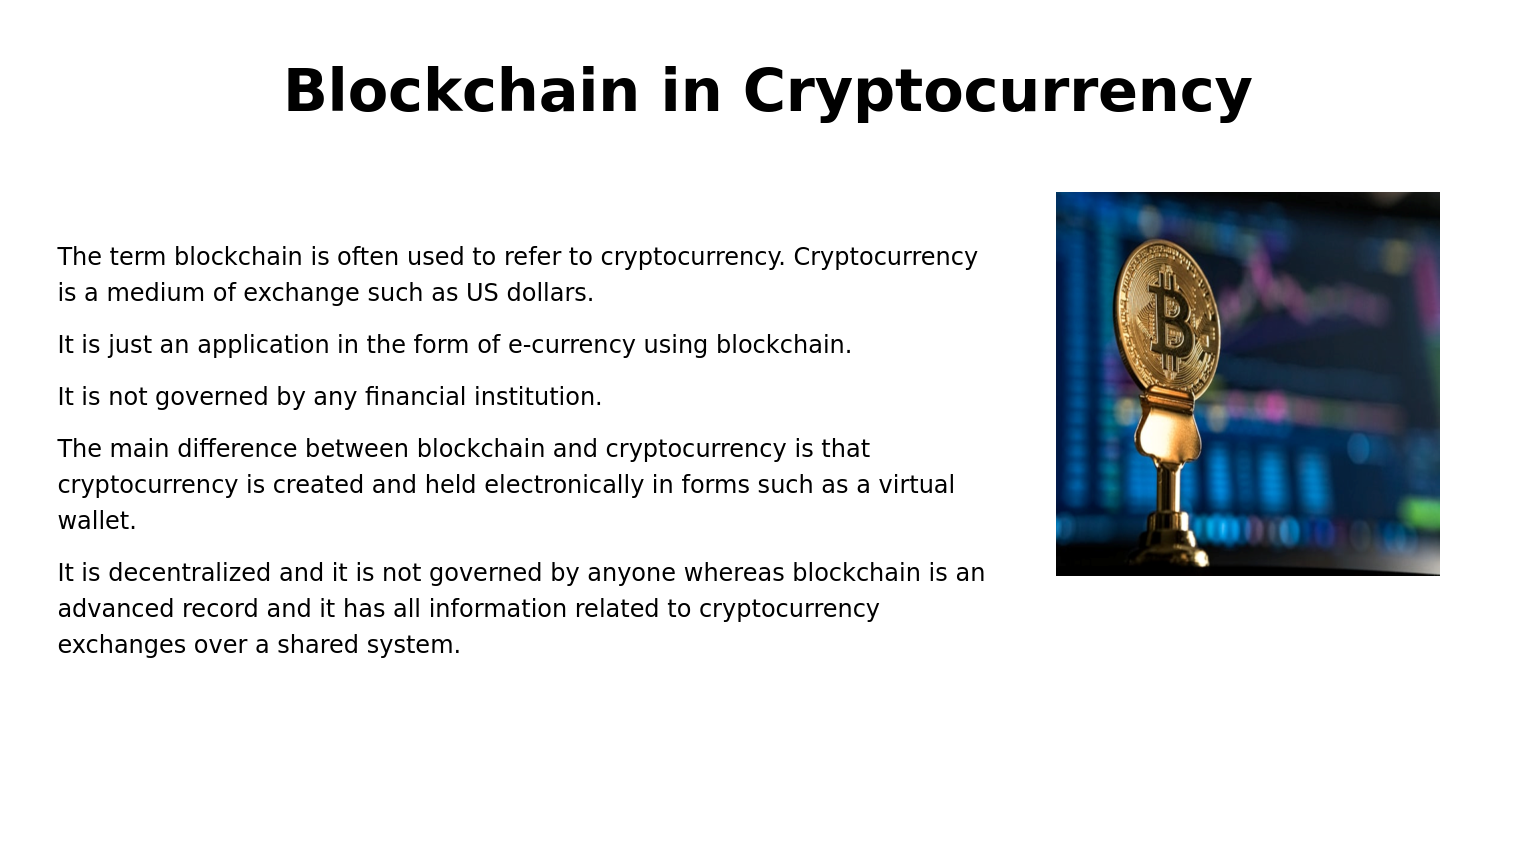 Blockchain in Cryptocurrency
The term blockchain is often used to refer to cryptocurrency. Cryptocurrency
is a medium of exchange such as US dollars.
It is just an application in the form of e-currency using blockchain.
It is not governed by any financial institution.
The main difference between blockchain and cryptocurrency is that
cryptocurrency is created and held electronically in forms such as a virtual
wallet.
It is decentralized and it is not governed by anyone whereas blockchain is an
advanced record and it has all information related to cryptocurrency
exchanges over a shared system.